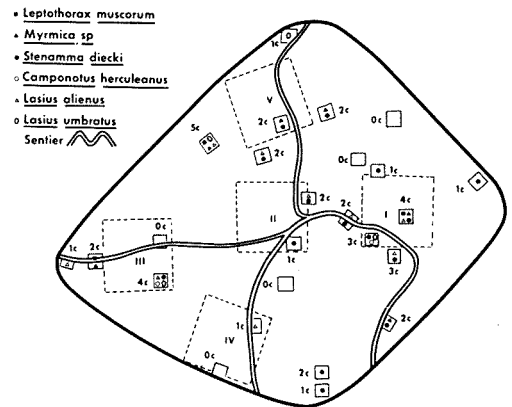 Leptothorax muscorum
Myrmica sp
Stenamma diecki
Camponotus herculeanus
Lasius alienus
Lasius umbratus
Sentier
1c
V
2c
2c
0c
5c
2c
0c
1c
1c
2c
2c
4c
II
I
0c
3c
1c 2c
1c
III
3c
4c
0c
1c
2c
IV
0c
2c
1c